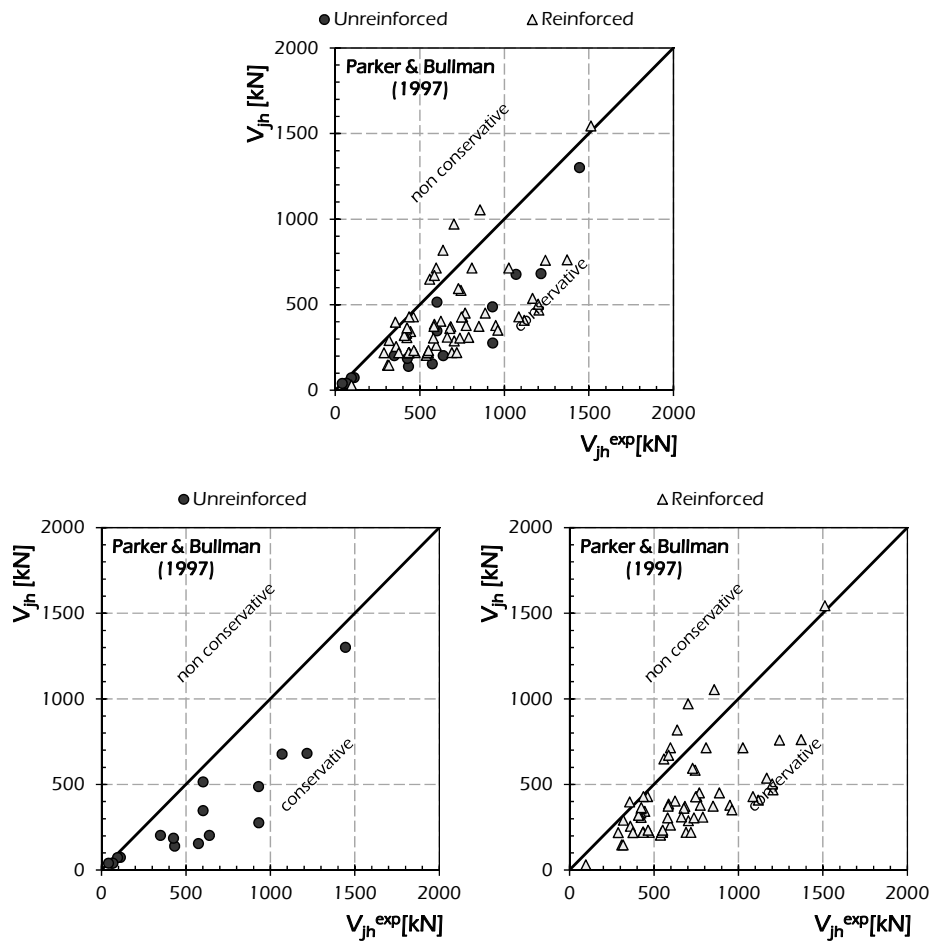 Unreinforced Reinforced
2000
Parker & Bullman
(1997)
V_jh [kN]
non conservative
1500
1000
500
conservative
0
0 500 1000 1500 2000
V_jh^exp[kN]
Unreinforced
2000
Parker & Bullman
(1997)
V_jh [kN]
non conservative
1500
1000
conservative
500
0
0 500 1000 1500 2000
V_jh^exp[kN]
Reinforced
2000
Parker & Bullman
(1997)
V_jh [kN]
non conservative
1500
1000
conservative
500
0
0 500 1000 1500 2000
V_jh^exp[kN]